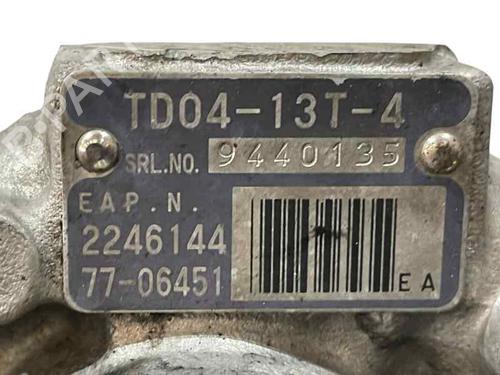 TD04-13T-4
SRL.NO. 9440135
EAP.N.
2246144
77-06451
EA